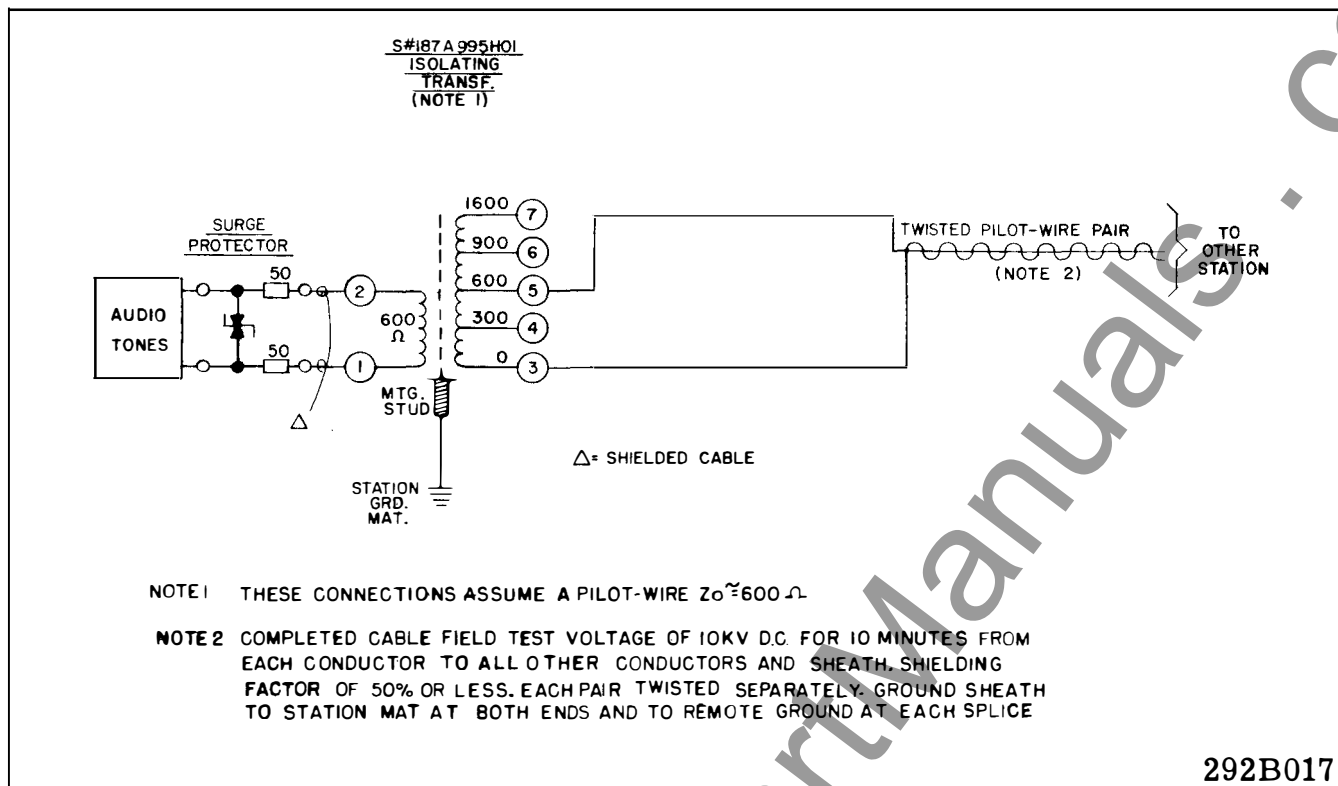 S#187A995H01
ISOLATING
TRANSF.
(NOTE 1)
SURGE
PROTECTOR
1600
7
900
6
TWISTED PILOT-WIRE PAIR
TO
OTHER
STATION
50
2
600
5
(NOTE 2)
AUDIO
TONES
600
Ω
300
4
50
1
0
3
MTG.
STUD
Δ
Δ= SHIELDED CABLE
STATION
GRD.
MAT.
NOTE 1 THESE CONNECTIONS ASSUME A PILOT-WIRE Zo≅600 Ω
NOTE 2 COMPLETED CABLE FIELD TEST VOLTAGE OF 10KV D.C. FOR 10 MINUTES FROM
EACH CONDUCTOR TO ALL OTHER CONDUCTORS AND SHEATH. SHIELDING
FACTOR OF 50% OR LESS. EACH PAIR TWISTED SEPARATELY. GROUND SHEATH
TO STATION MAT AT BOTH ENDS AND TO REMOTE GROUND AT EACH SPLICE
292B017